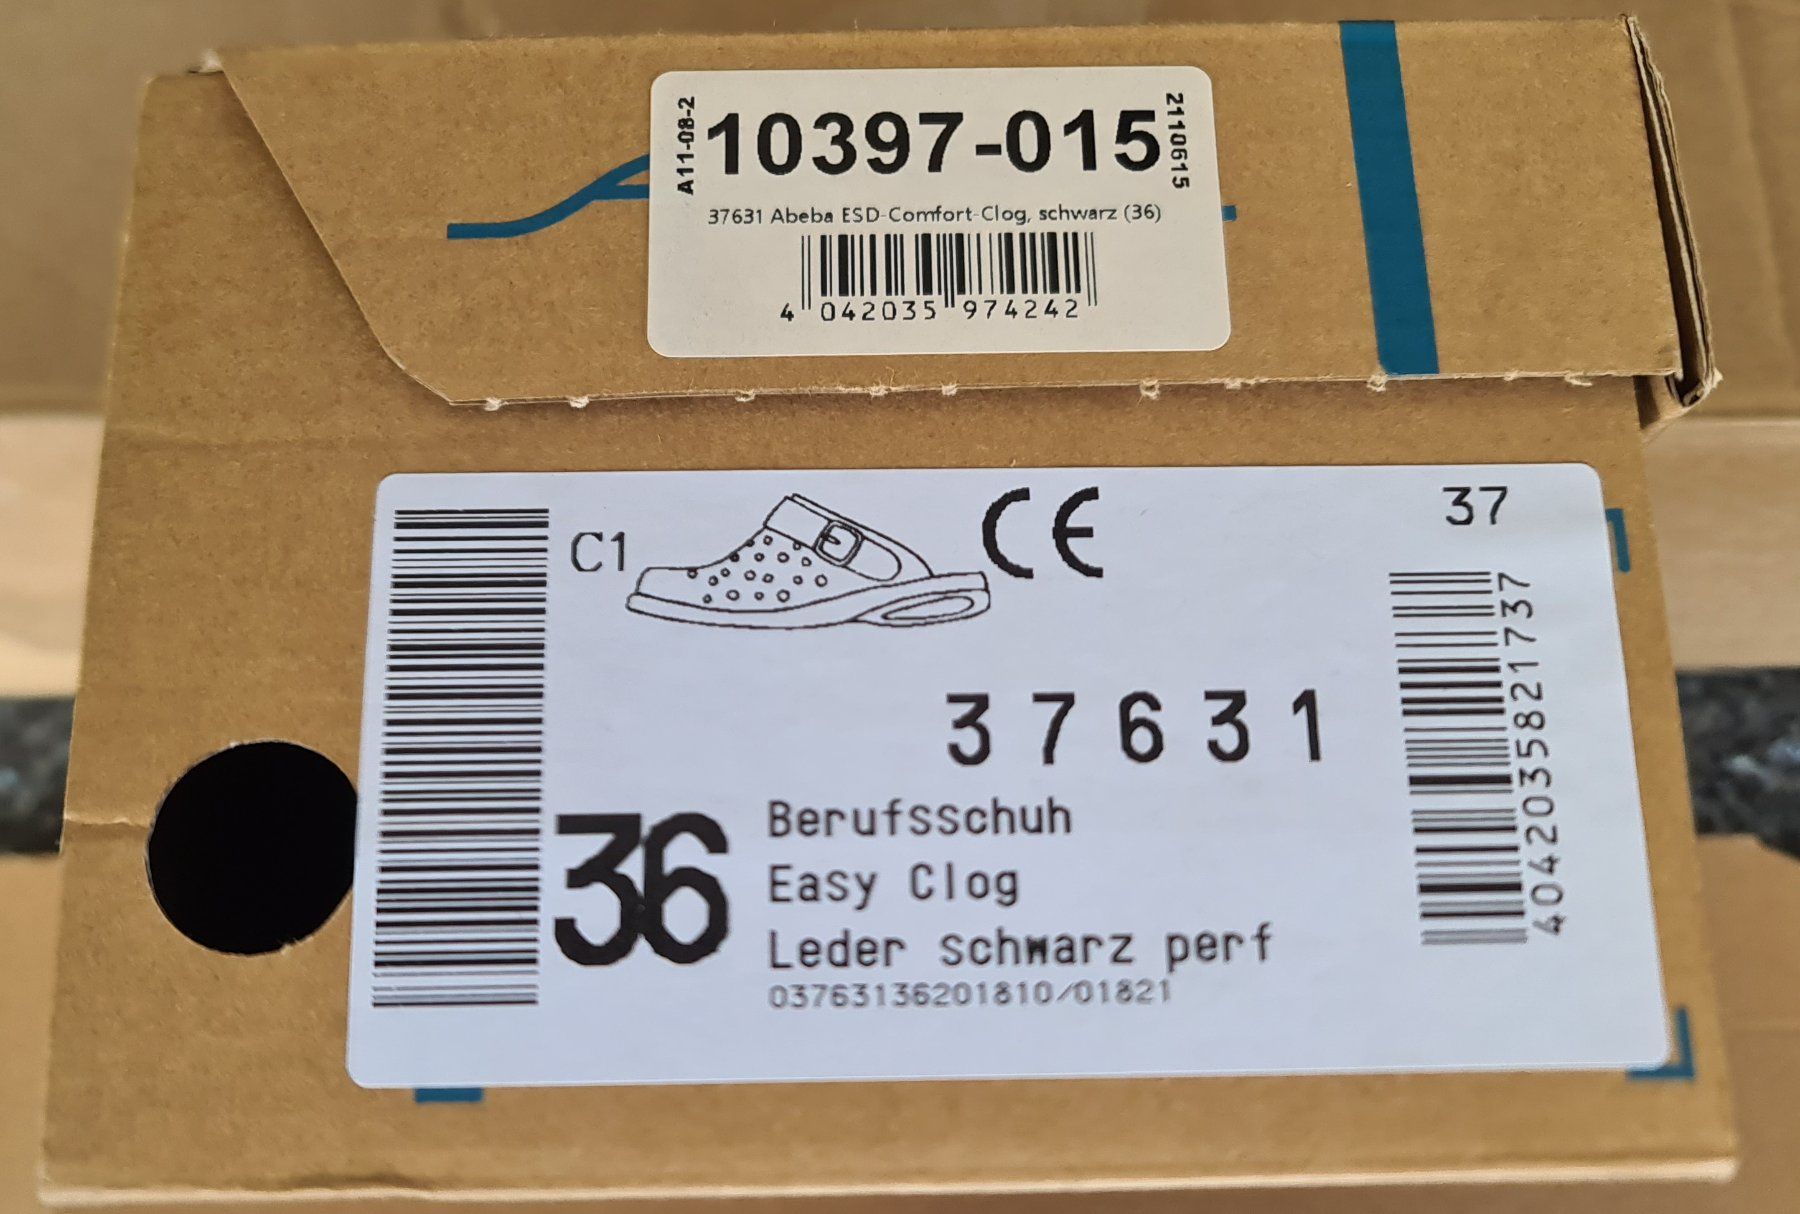 A11-08-2
10397-015
2110615
37631 Abeba ESD-Comfort-Clog, schwarz (36)
4 042035 974242
C1
CE
37
37631
36
Berufsschuh
Easy Clog
Leder schwarz perf
03763136201810/01821
4042035821737